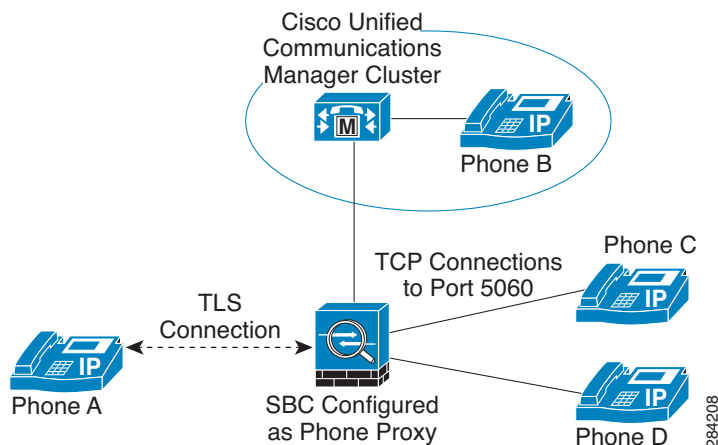 Cisco Unified
Communications
Manager Cluster
M
IP
Phone B
Phone C
TCP Connections
to Port 5060
IP
TLS
Connection
IP
Phone A
SBC Configured
as Phone Proxy
IP
Phone D
284208